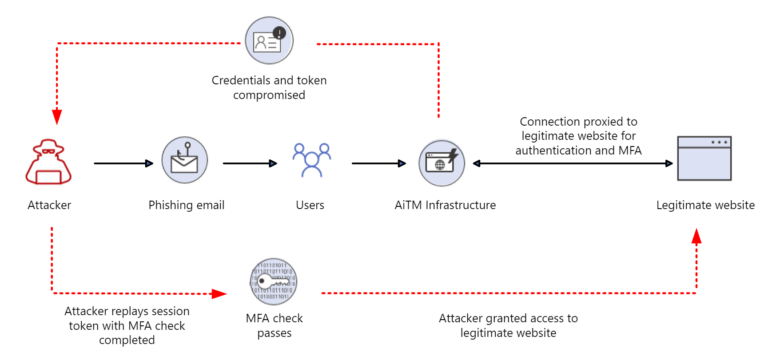 Credentials and token
compromised
Connection proxied to
legitimate website for
authentication and MFA
Attacker
Phishing email
Users
AiTM Infrastructure
Legitimate website
Attacker replays session
token with MFA check
completed
MFA check
passes
Attacker granted access to
legitimate website